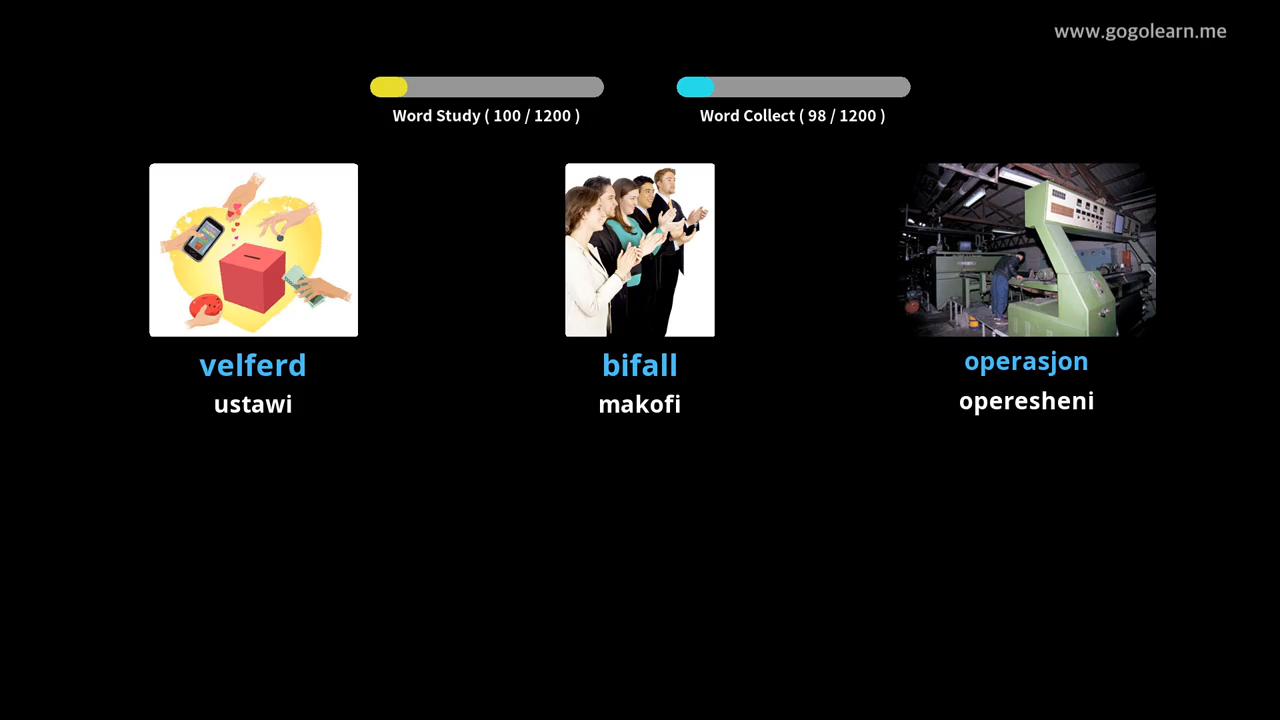 www.gogolearn.me
Word Study ( 100 / 1200 )
Word Collect ( 98 / 1200 )
velferd
ustawi
bifall
makofi
operasjon
operesheni